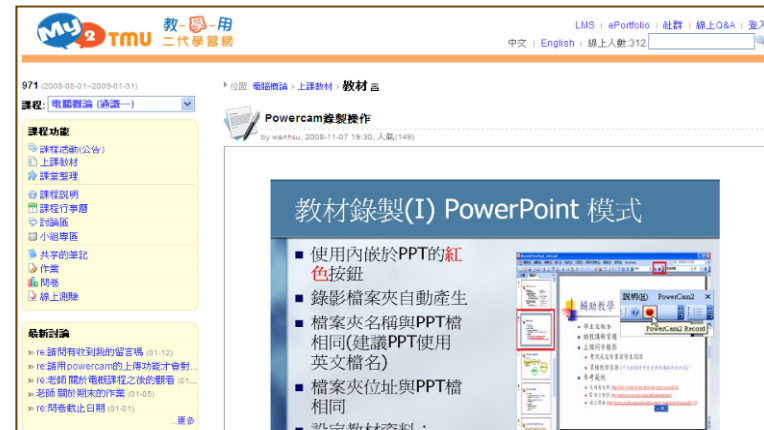 My2 TMU 教-學-用
二代學習網
LMS | ePortfolio | 社群 | 線上Q&A | 登入
中文 | English | 線上人數:312
971 (2008-08-01~2009-01-31)
課程: 電腦概論 (通識一)
位置: 電腦概論 > 上課教材 > 教材
課程功能
課程活動(公告)
上課教材
課堂整理
課程說明
課程行事曆
討論區
小組專區
共享的筆記
作業
問卷
線上測驗
最新討論
» re:請問有收到我的留言嗎 (01-12)
» re:請用powercam的上傳功能才會對...
» re:老師 關於電概課程之後的觀看 (01...
» 老師 關於期末的作業 (01-05)
» re:問卷截止日期 (01-01)
...更多
Powercam錄製操作
by wanhsu, 2008-11-07 19:30, 人氣(149)
教材錄製(I) PowerPoint 模式
■ 使用內嵌於PPT的紅
色按鈕
■ 錄影檔案夾自動產生
■ 檔案夾名稱與PPT檔
相同(建議PPT使用
英文檔名)
■ 檔案夾位址與PPT檔
相同
■ 設定教材資料：
輔助教學
說明(H) PowerCam2 ×
PowerCam2 Record